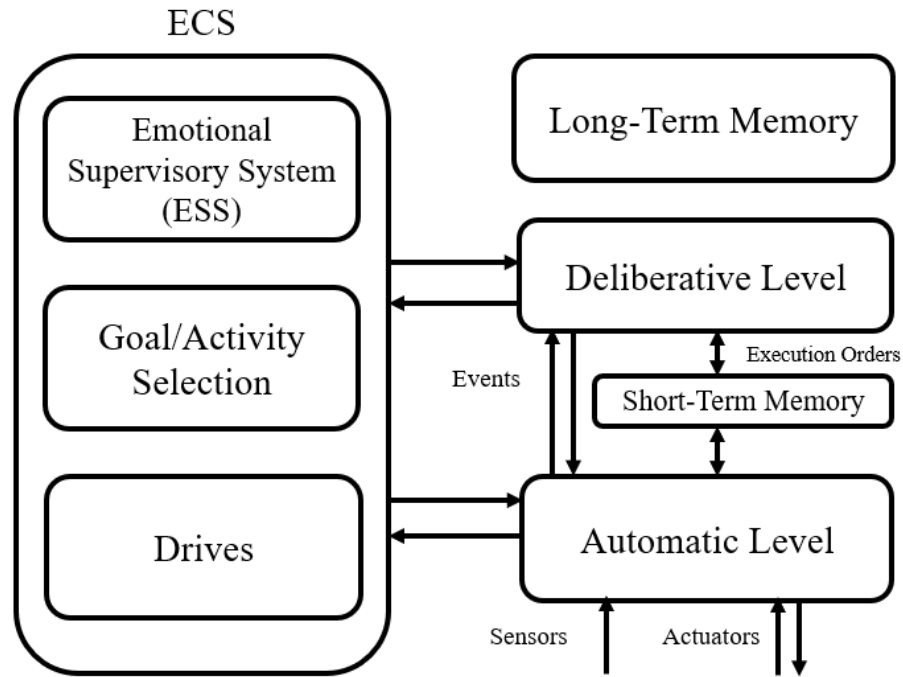 ECS
Emotional
Supervisory System
(ESS)
Goal/Activity
Selection
Drives
Long-Term Memory
Deliberative Level
Events
Execution Orders
Short-Term Memory
Automatic Level
Sensors
Actuators